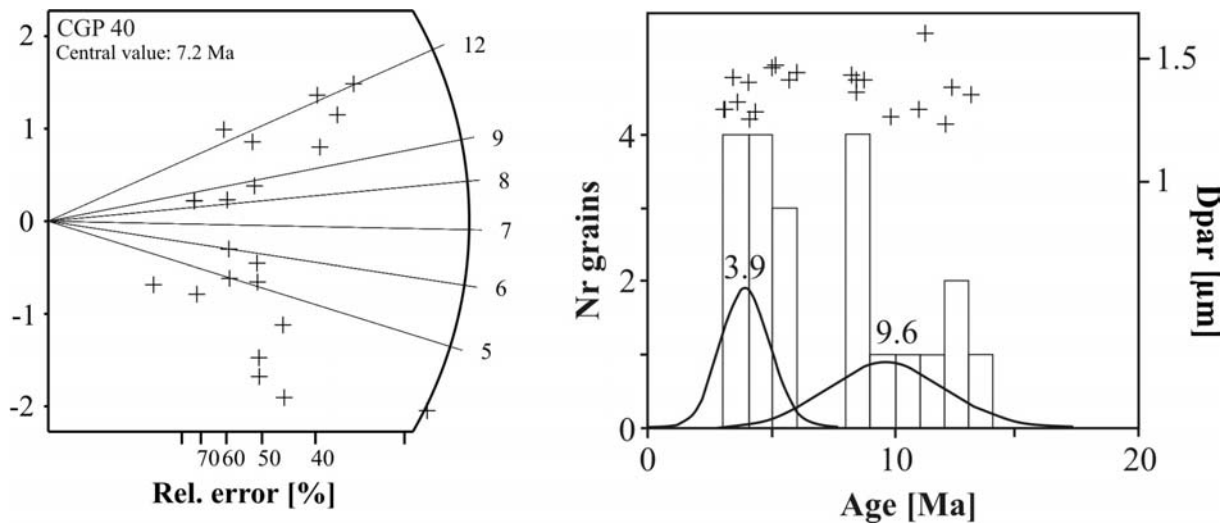 CGP 40
Central value: 7.2 Ma
2
1
0
-1
-2
12
9
8
7
6
5
70 60 50 40
Rel. error [%]
Nr grains
4
2
0
3.9
9.6
0 10 20
Age [Ma]
1.5
1
Dpar [µm]